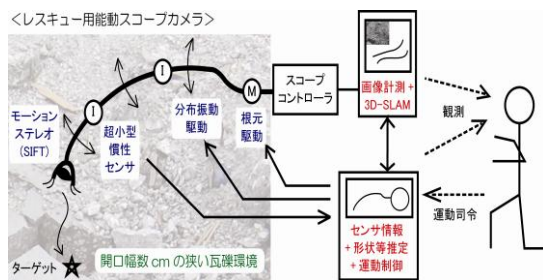 <レスキュー用能動スコープカメラ>
モーション
ステレオ
(SIFT)
I
超小型
慣性
センサ
I
分布振動
駆動
M
根元
駆動
スコープ
コントローラ
画像計測 +
3D-SLAM
観測
運動司令
センサ情報
+ 形状等推定
+ 運動制御
ターゲット
開口幅数 cm の狭い瓦礫環境